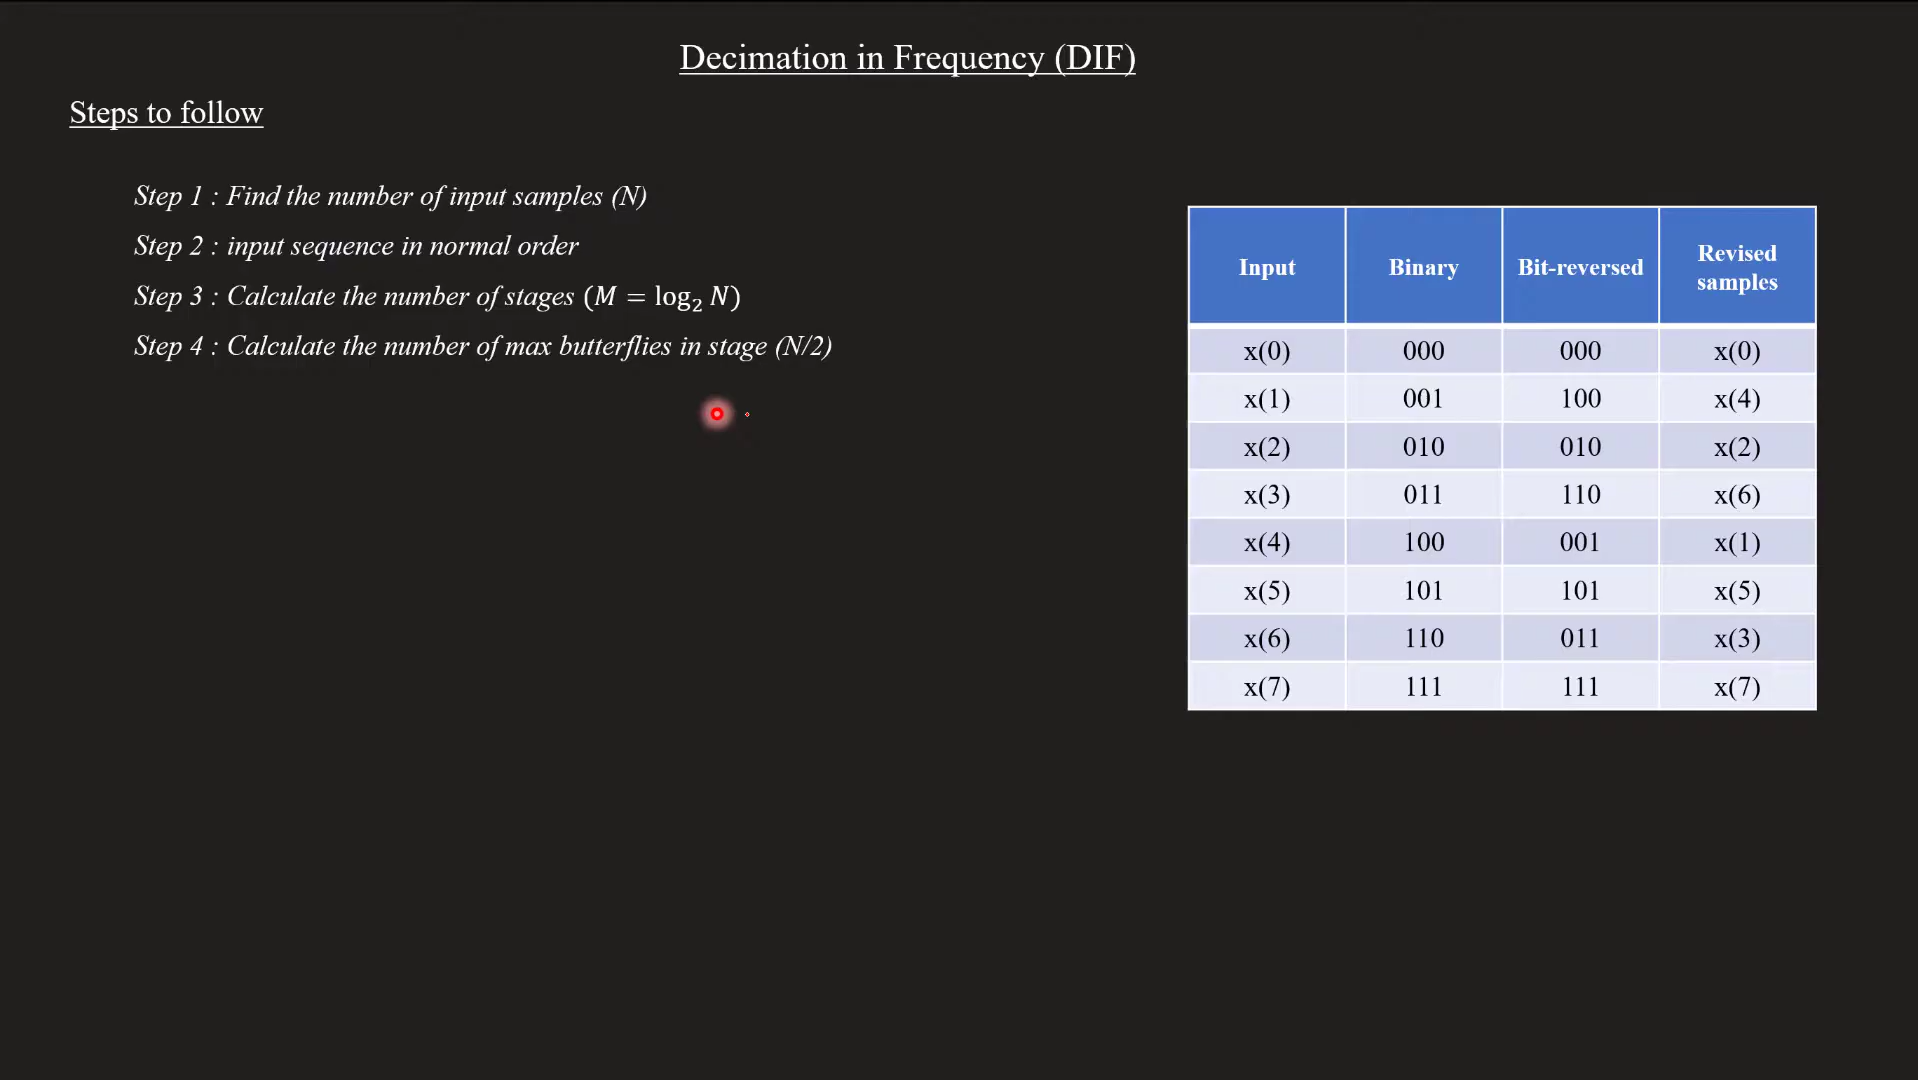 Decimation in Frequency (DIF)
Steps to follow
Step 1 : Find the number of input samples (N)
Step 2 : input sequence in normal order
Step 3 : Calculate the number of stages (M = log₂ N)
Step 4 : Calculate the number of max butterflies in stage (N/2)
Input Binary Bit-reversed Revised samples
x(0) 000 000 x(0)
x(1) 001 100 x(4)
x(2) 010 010 x(2)
x(3) 011 110 x(6)
x(4) 100 001 x(1)
x(5) 101 101 x(5)
x(6) 110 011 x(3)
x(7) 111 111 x(7)